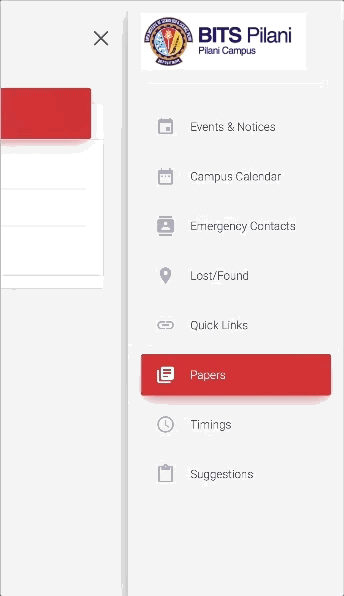 BITS Pilani
Pilani Campus
Events & Notices
Campus Calendar
Emergency Contacts
Lost/Found
Quick Links
Papers
Timings
Suggestions